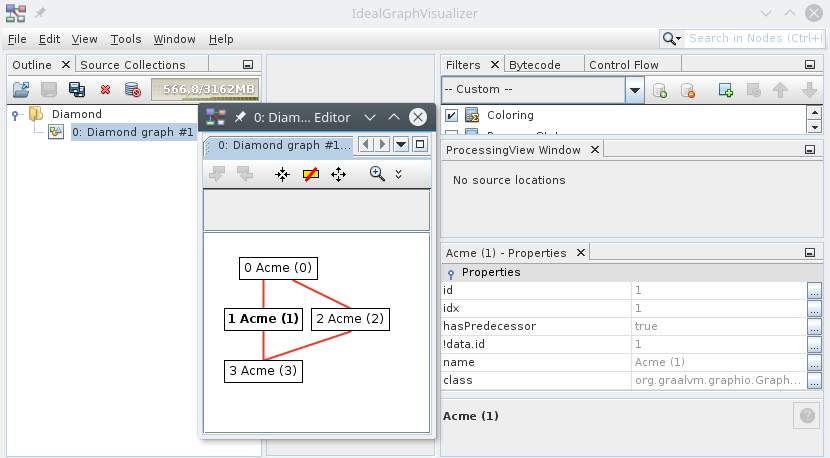 IdealGraphVisualizer
File Edit View Tools Window Help
Search in Nodes (Ctrl+I
Outline Source Collections
566,8/3162MB
Diamond
0: Diamond graph #1
0: Diam... Editor
0: Diamond graph #1...
0 Acme (0)
1 Acme (1) 2 Acme (2)
3 Acme (3)
Filters Bytecode Control Flow
-- Custom --
Coloring
ProcessingView Window
No source locations
Acme (1) - Properties
Properties
id 1 ...
idx 1 ...
hasPredecessor true ...
!data.id 1 ...
name Acme (1) ...
class org.graalvm.graphio.Graph... ...
Acme (1)
?